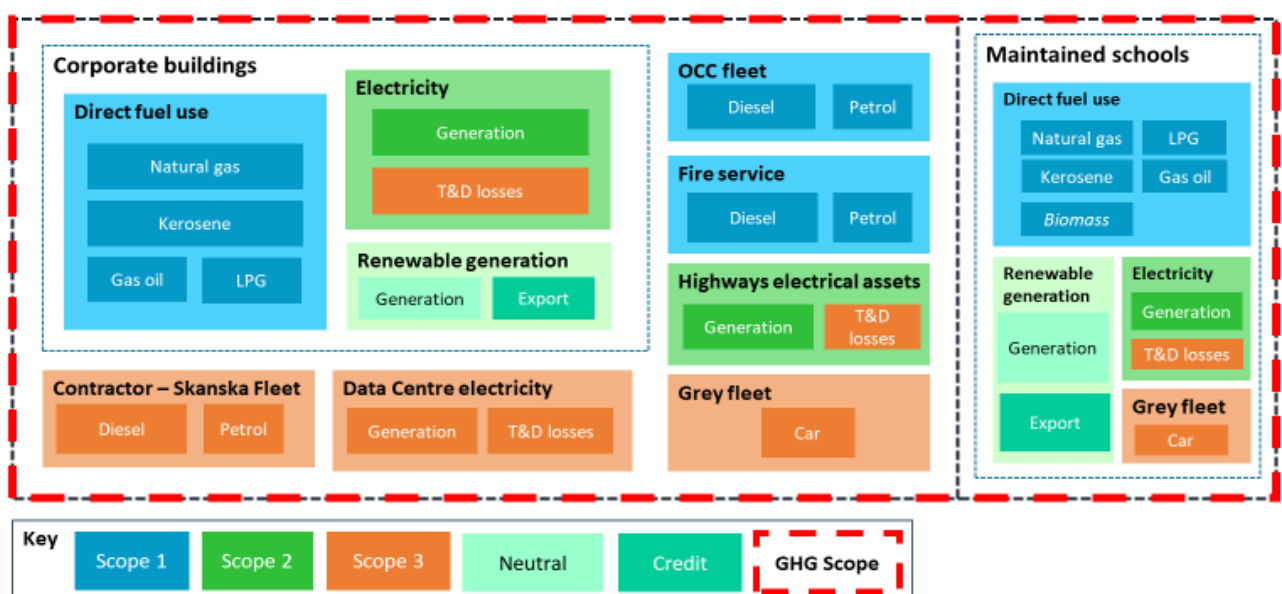 Corporate buildings
Direct fuel use
Natural gas
Kerosene
Gas oil
LPG
Electricity
Generation
T&D losses
Renewable generation
Generation
Export
OCC fleet
Diesel
Petrol
Fire service
Diesel
Petrol
Highways electrical assets
Generation
T&D
losses
Contractor – Skanska Fleet
Diesel
Petrol
Data Centre electricity
Generation
T&D losses
Grey fleet
Car
Maintained schools
Direct fuel use
Natural gas
LPG
Kerosene
Gas oil
Biomass
Renewable
generation
Generation
Export
Electricity
Generation
T&D losses
Grey fleet
Car
Key
Scope 1
Scope 2
Scope 3
Neutral
Credit
GHG Scope